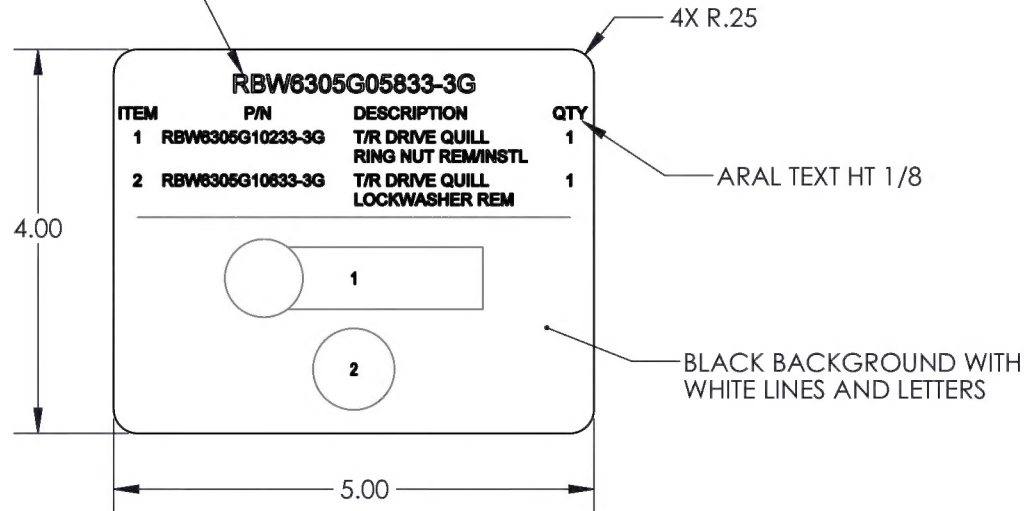 4X R.25
RBW6305G05833-3G
ITEM P/N DESCRIPTION QTY
1 RBW6305G10233-3G T/R DRIVE QUILL 1
RING NUT REM/INSTL
2 RBW6305G10633-3G T/R DRIVE QUILL 1
LOCKWASHER REM
ARAL TEXT HT 1/8
4.00
1
BLACK BACKGROUND WITH
WHITE LINES AND LETTERS
2
5.00